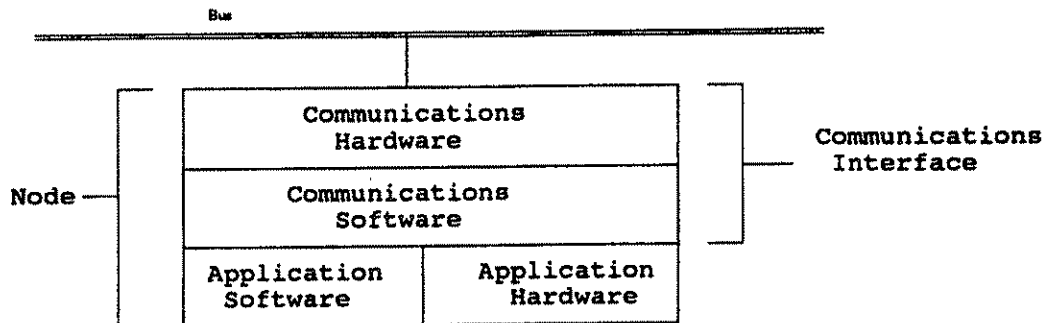 Bus
Communications
Hardware
Communications
Interface
Node
Communications
Software
Application
Software
Application
Hardware